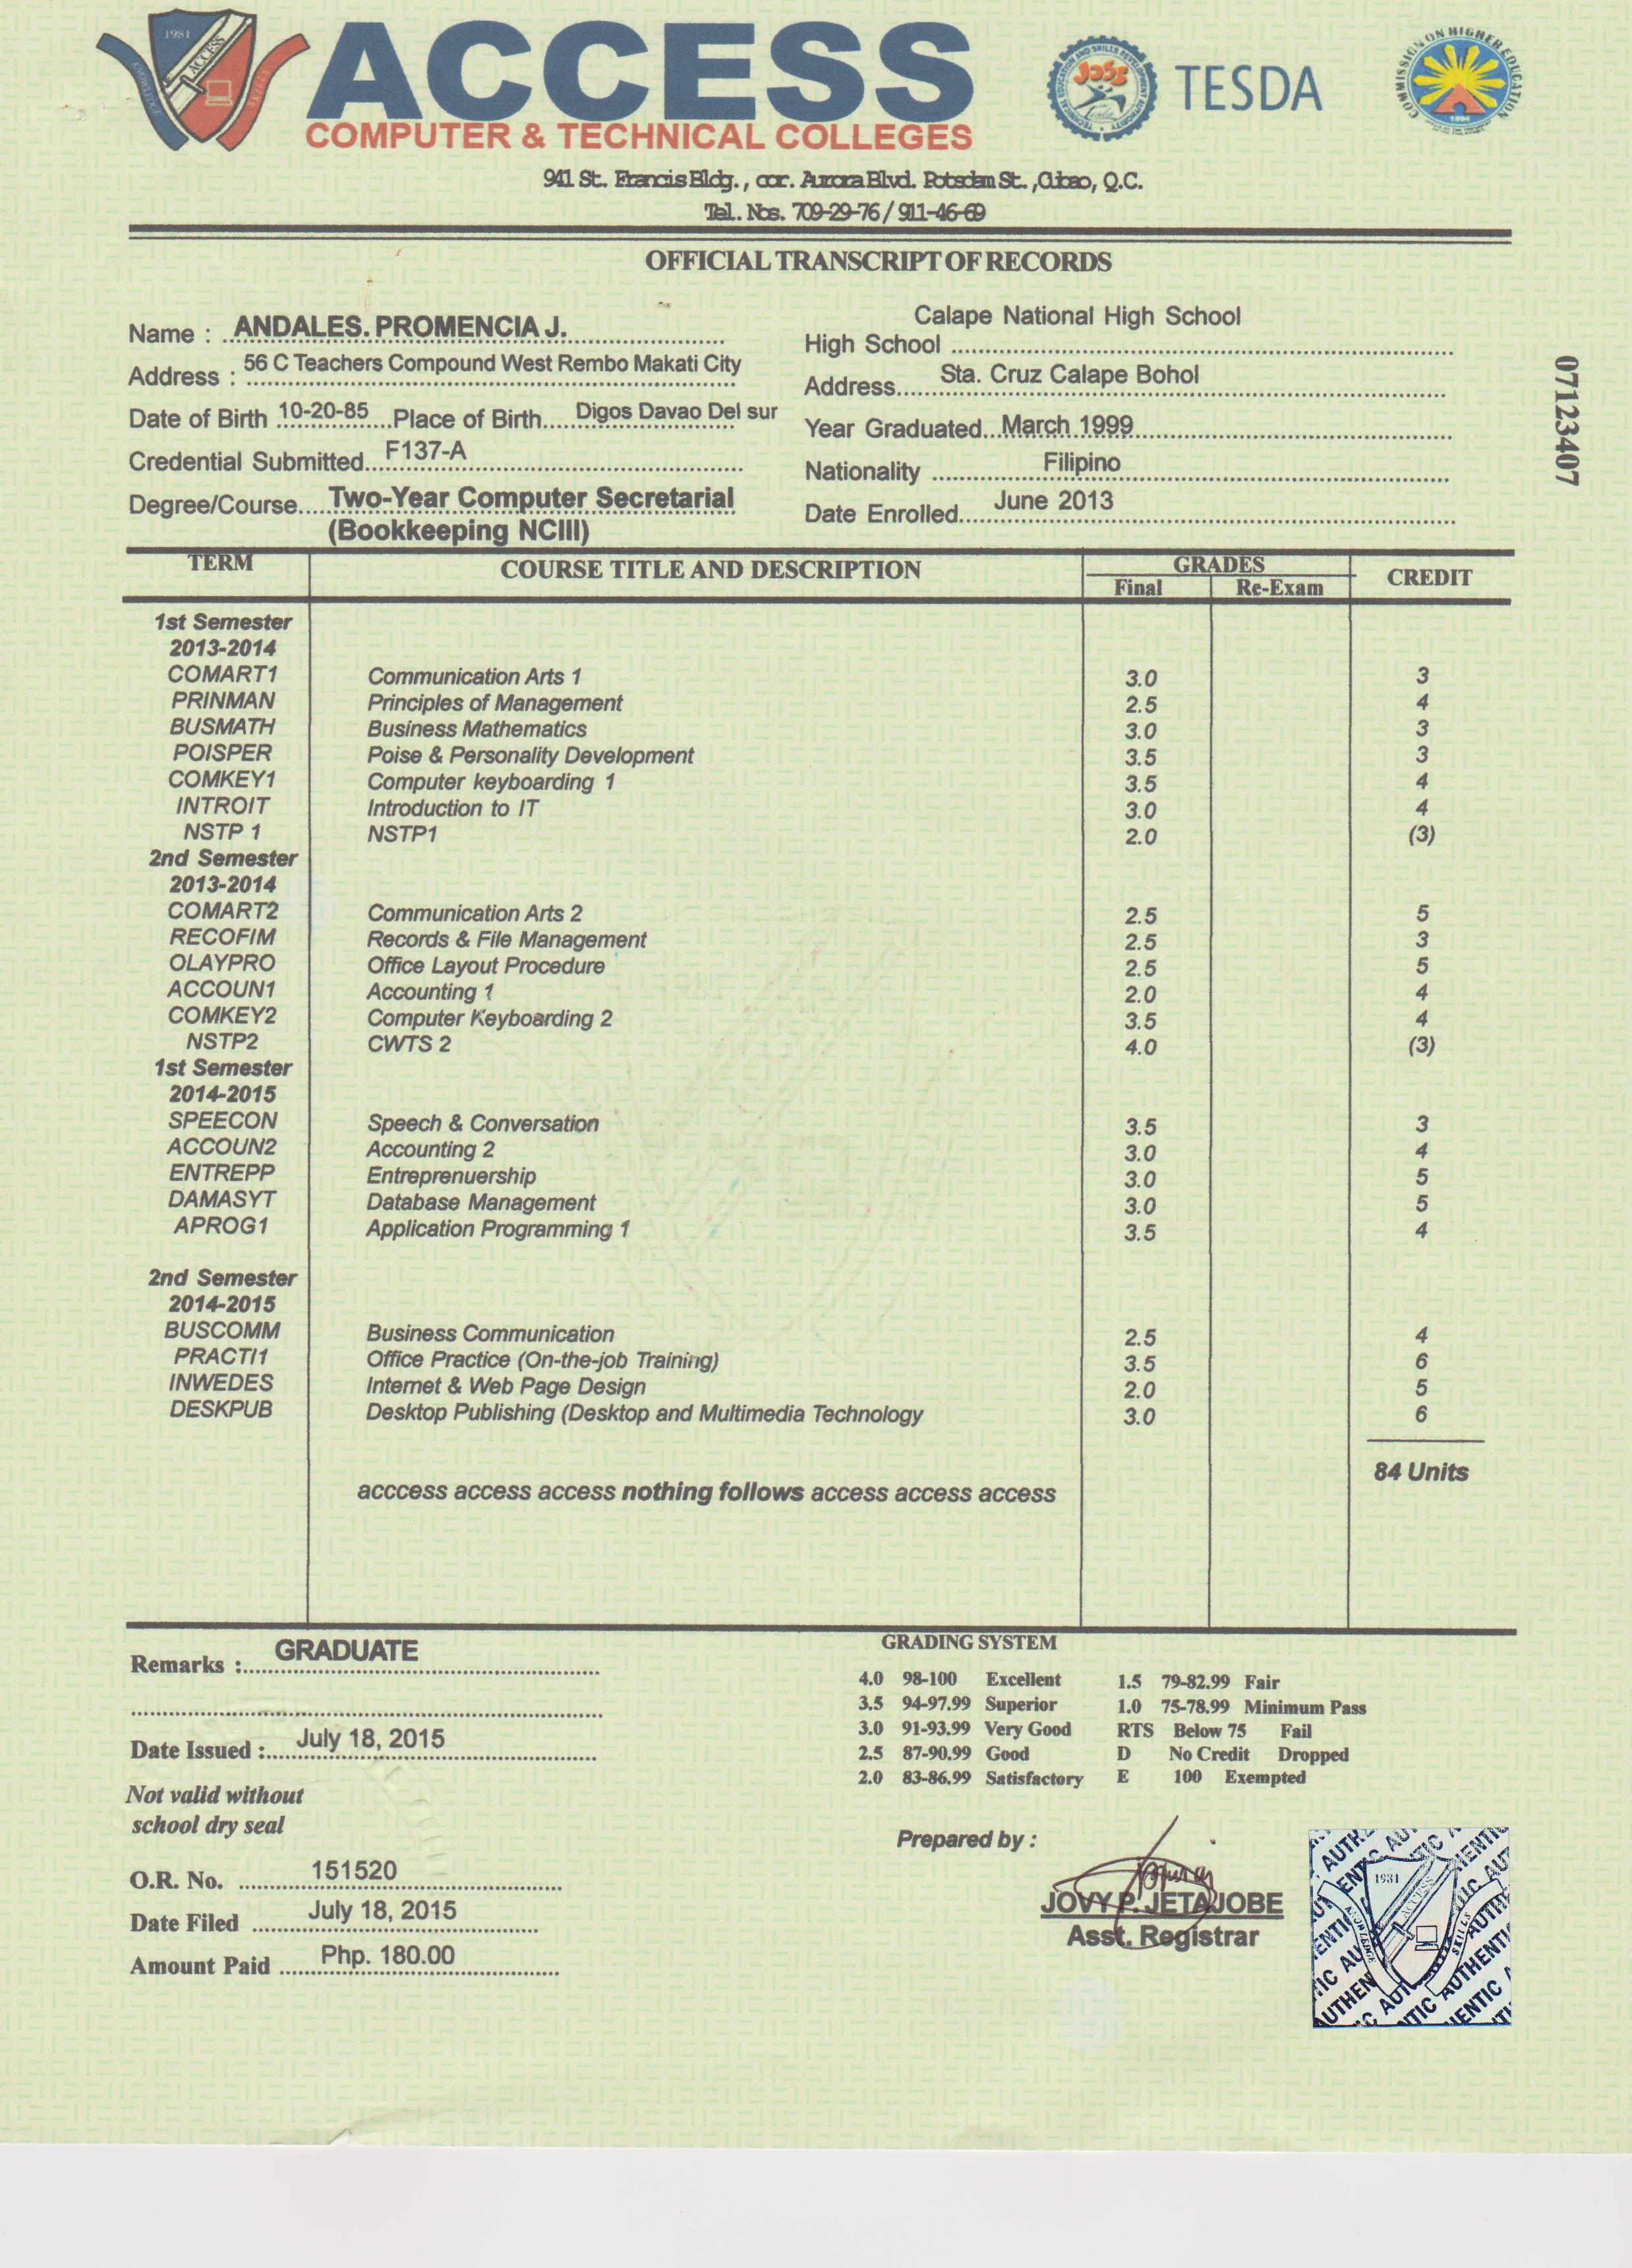 1981
KNOWLEDGE
ACCESS
SKILLS
ACCESS
COMPUTER & TECHNICAL COLLEGES
TECHNICAL EDUCATION AND SKILLS DEVELOPMENT AUTHORITY
TESDA
COMMISSION ON HIGHER EDUCATION
1994
941 St. Francis Bldg., cor. Aurora Blvd. Potsdam St., Cubao, Q.C.
Tel. Nos. 709-29-76 / 911-46-69
OFFICIAL TRANSCRIPT OF RECORDS
07123407
Name : ANDALES. PROMENCIA J.
Address : 56 C Teachers Compound West Rembo Makati City
Date of Birth 10-20-85 Place of Birth Digos Davao Del sur
Credential Submitted F137-A
Degree/Course Two-Year Computer Secretarial
(Bookkeeping NCIII)
High School Calape National High School
Address Sta. Cruz Calape Bohol
Year Graduated March 1999
Nationality Filipino
Date Enrolled June 2013
TERM COURSE TITLE AND DESCRIPTION GRADES CREDIT
Final Re-Exam
1st Semester
2013-2014
COMART1 Communication Arts 1 3.0 3
PRINMAN Principles of Management 2.5 4
BUSMATH Business Mathematics 3.0 3
POISPER Poise & Personality Development 3.5 3
COMKEY1 Computer keyboarding 1 3.5 4
INTROIT Introduction to IT 3.0 4
NSTP 1 NSTP1 2.0 (3)
2nd Semester
2013-2014
COMART2 Communication Arts 2 2.5 5
RECOFIM Records & File Management 2.5 3
OLAYPRO Office Layout Procedure 2.5 5
ACCOUN1 Accounting 1 2.0 4
COMKEY2 Computer Keyboarding 2 3.5 4
NSTP2 CWTS 2 4.0 (3)
1st Semester
2014-2015
SPEECON Speech & Conversation 3.5 3
ACCOUN2 Accounting 2 3.0 4
ENTREPP Entreprenuership 3.0 5
DAMASYT Database Management 3.0 5
APROG1 Application Programming 1 3.5 4
2nd Semester
2014-2015
BUSCOMM Business Communication 2.5 4
PRACTI1 Office Practice (On-the-job Training) 3.5 6
INWEDES Internet & Web Page Design 2.0 5
DESKPUB Desktop Publishing (Desktop and Multimedia Technology 3.0 6
84 Units
acccess access access nothing follows access access access
Remarks : GRADUATE
Date Issued : July 18, 2015
Not valid without
school dry seal
O.R. No. 151520
Date Filed July 18, 2015
Amount Paid Php. 180.00
GRADING SYSTEM
4.0 98-100 Excellent 1.5 79-82.99 Fair
3.5 94-97.99 Superior 1.0 75-78.99 Minimum Pass
3.0 91-93.99 Very Good RTS Below 75 Fail
2.5 87-90.99 Good D No Credit Dropped
2.0 83-86.99 Satisfactory E 100 Exempted
Prepared by :
JOVY P. JETAJOBE
Asst. Registrar
AUTHENTIC
1981
ACCESS
KNOWLEDGE
SKILLS